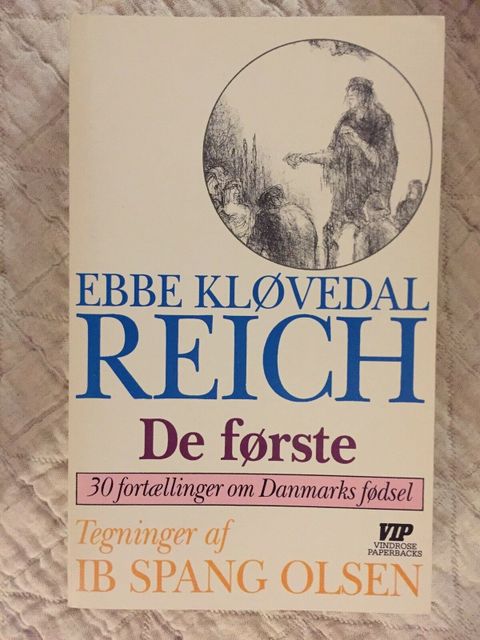 EBBE KLØVEDAL
REICH
De første
30 fortællinger om Danmarks fødsel
Tegninger af
IB SPANG OLSEN
VIP
VINDROSE
PAPERBACKS